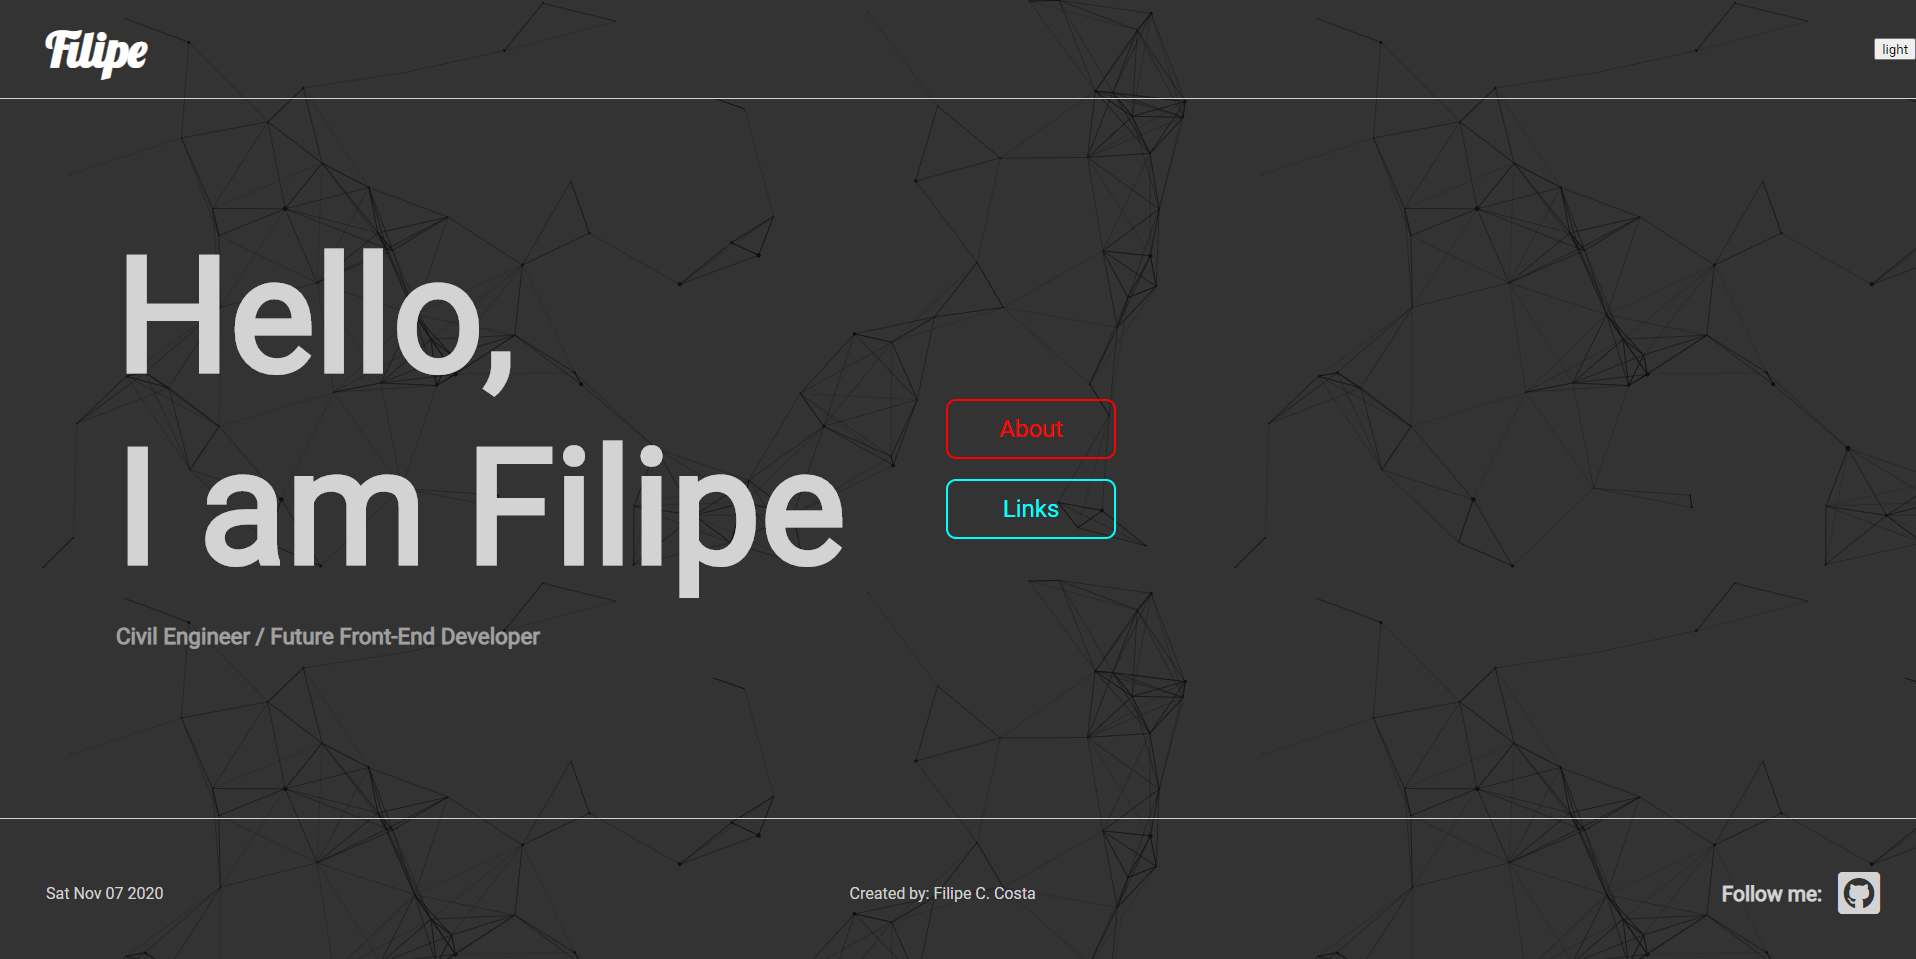 Filipe
light
Hello,
I am Filipe
Civil Engineer / Future Front-End Developer
About
Links
Sat Nov 07 2020
Created by: Filipe C. Costa
Follow me: